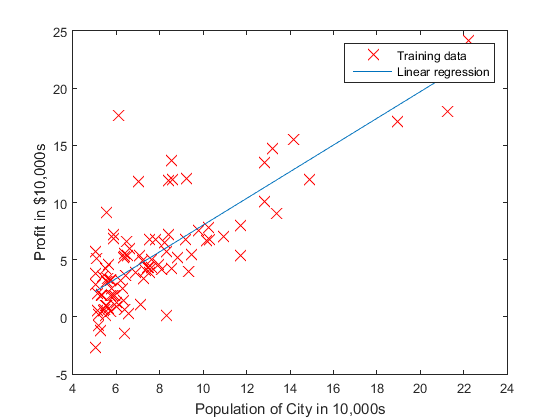 25
20
15
10
5
0
-5
Profit in $10,000s
Training data
Linear regression
4 6 8 10 12 14 16 18 20 22 24
Population of City in 10,000s